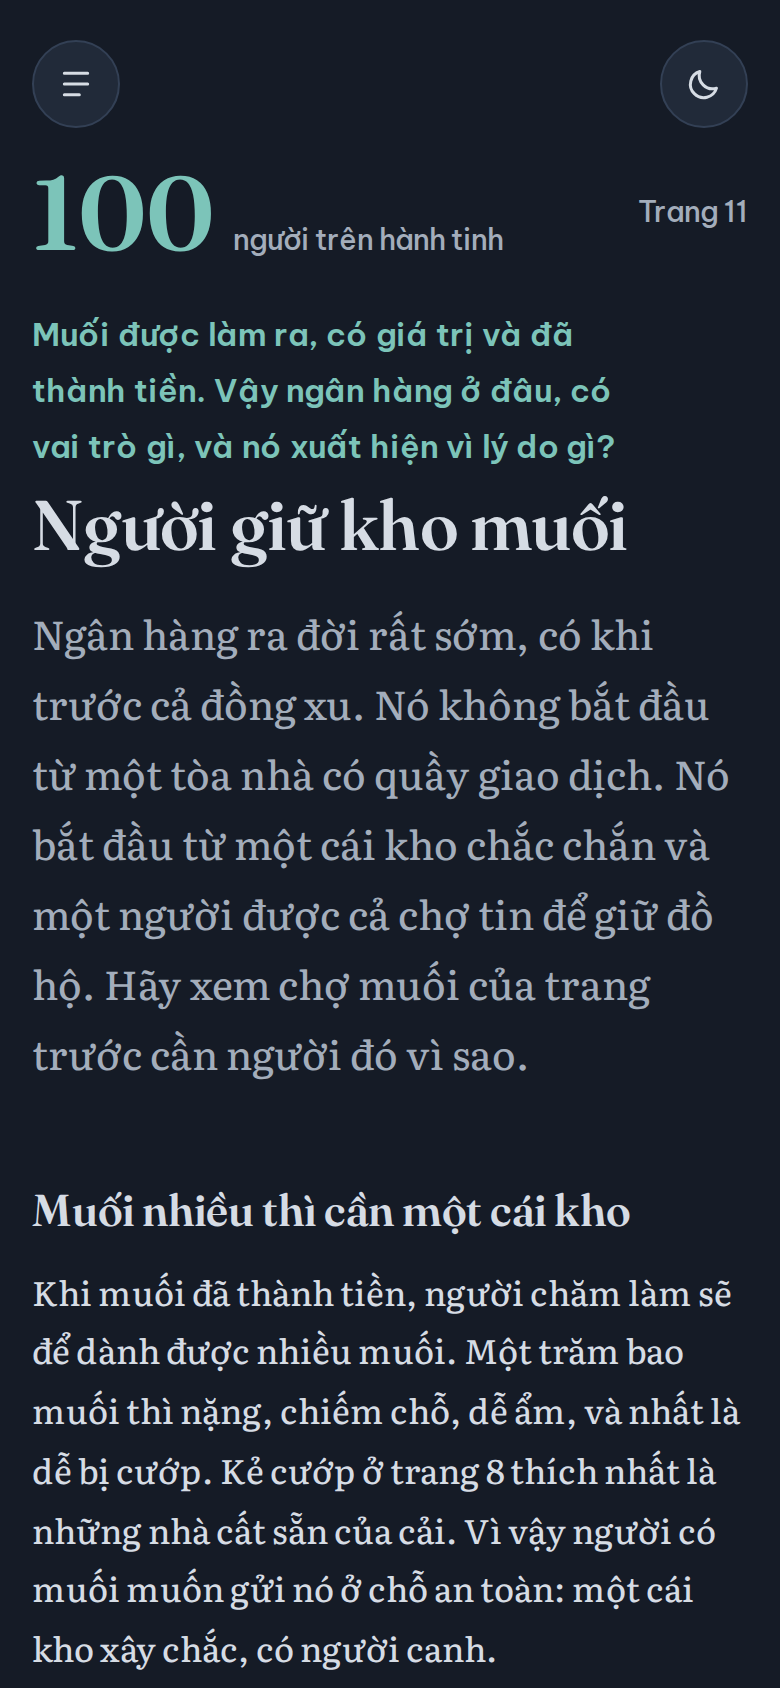 100 người trên hành tinh
Trang 11
Muối được làm ra, có giá trị và đã
thành tiền. Vậy ngân hàng ở đâu, có
vai trò gì, và nó xuất hiện vì lý do gì?
Người giữ kho muối
Ngân hàng ra đời rất sớm, có khi
trước cả đồng xu. Nó không bắt đầu
từ một tòa nhà có quầy giao dịch. Nó
bắt đầu từ một cái kho chắc chắn và
một người được cả chợ tin để giữ đồ
hộ. Hãy xem chợ muối của trang
trước cần người đó vì sao.
Muối nhiều thì cần một cái kho
Khi muối đã thành tiền, người chăm làm sẽ
để dành được nhiều muối. Một trăm bao
muối thì nặng, chiếm chỗ, dễ ẩm, và nhất là
dễ bị cướp. Kẻ cướp ở trang 8 thích nhất là
những nhà cất sẵn của cải. Vì vậy người có
muối muốn gửi nó ở chỗ an toàn: một cái
kho xây chắc, có người canh.